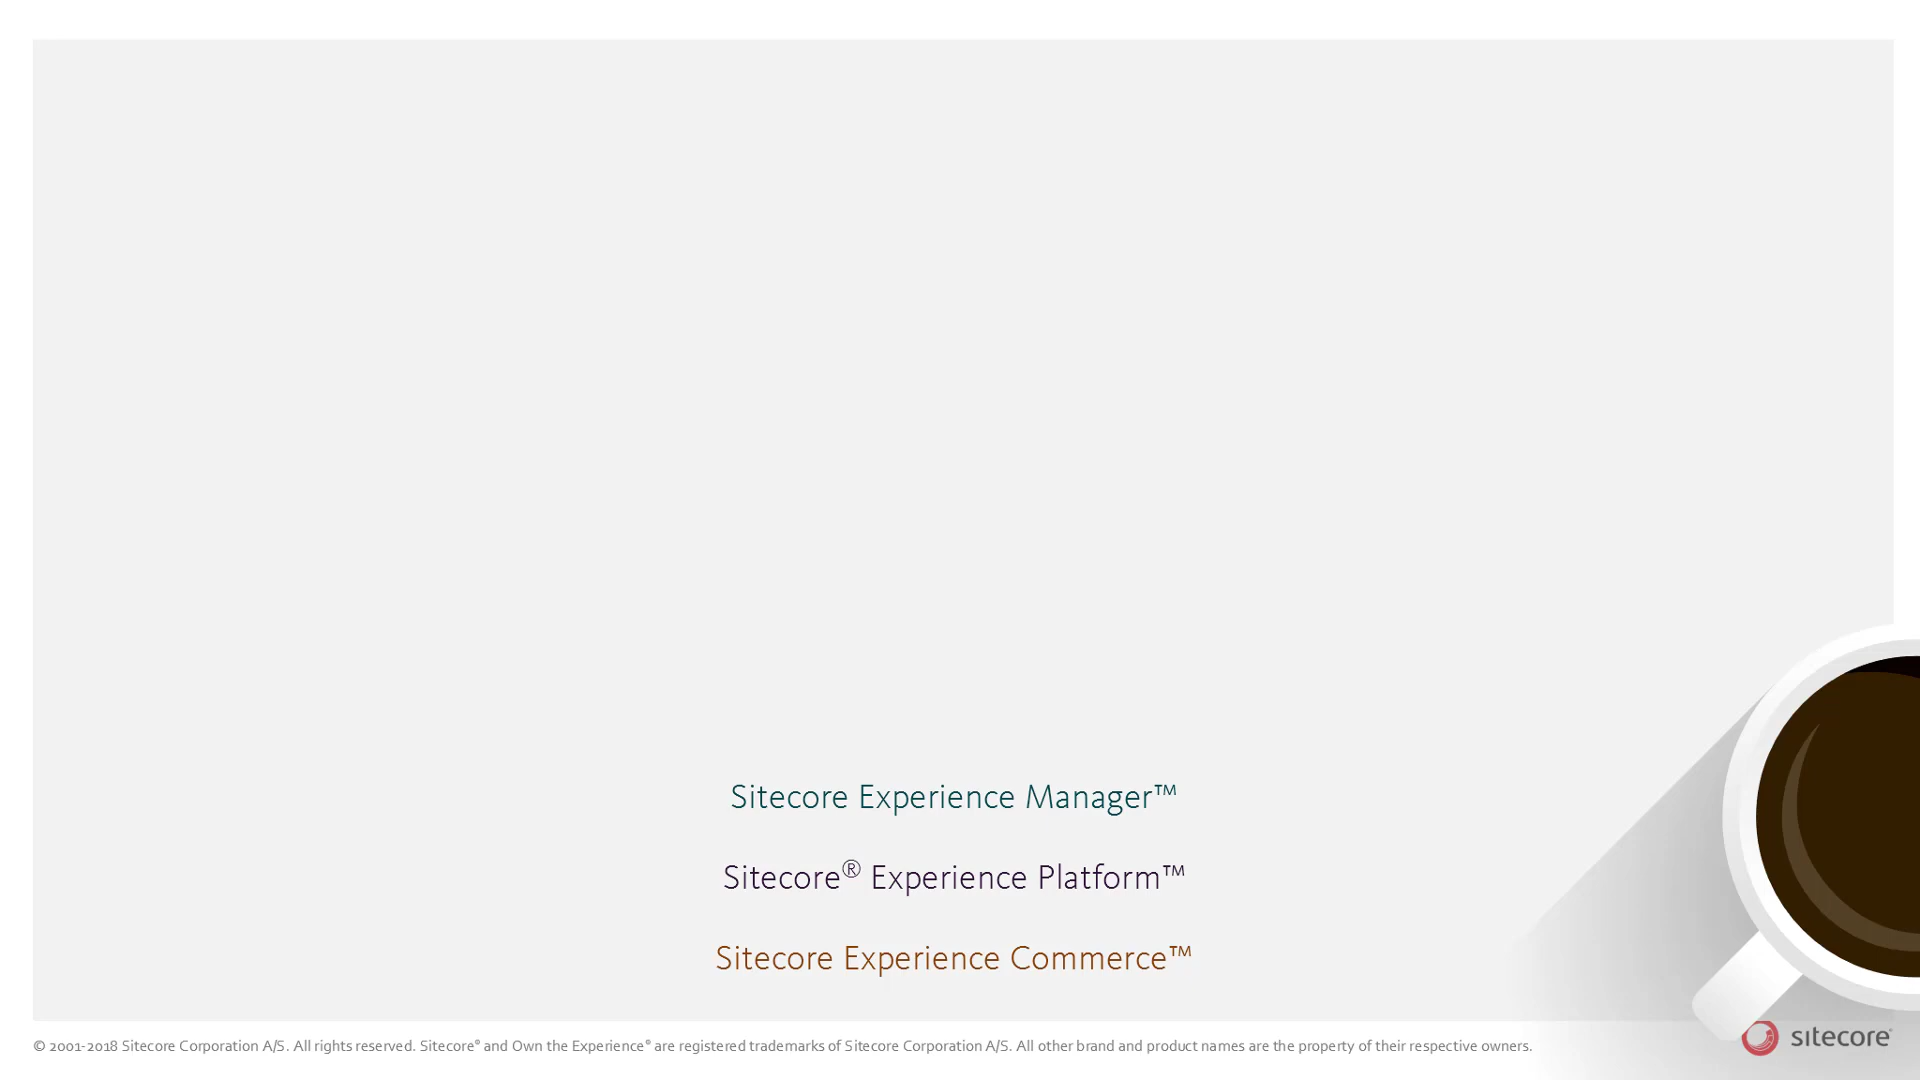 Sitecore Experience Manager™
Sitecore® Experience Platform™
Sitecore Experience Commerce™
© 2001-2018 Sitecore Corporation A/S. All rights reserved. Sitecore® and Own the Experience® are registered trademarks of Sitecore Corporation A/S. All other brand and product names are the property of their respective owners.
sitecore®